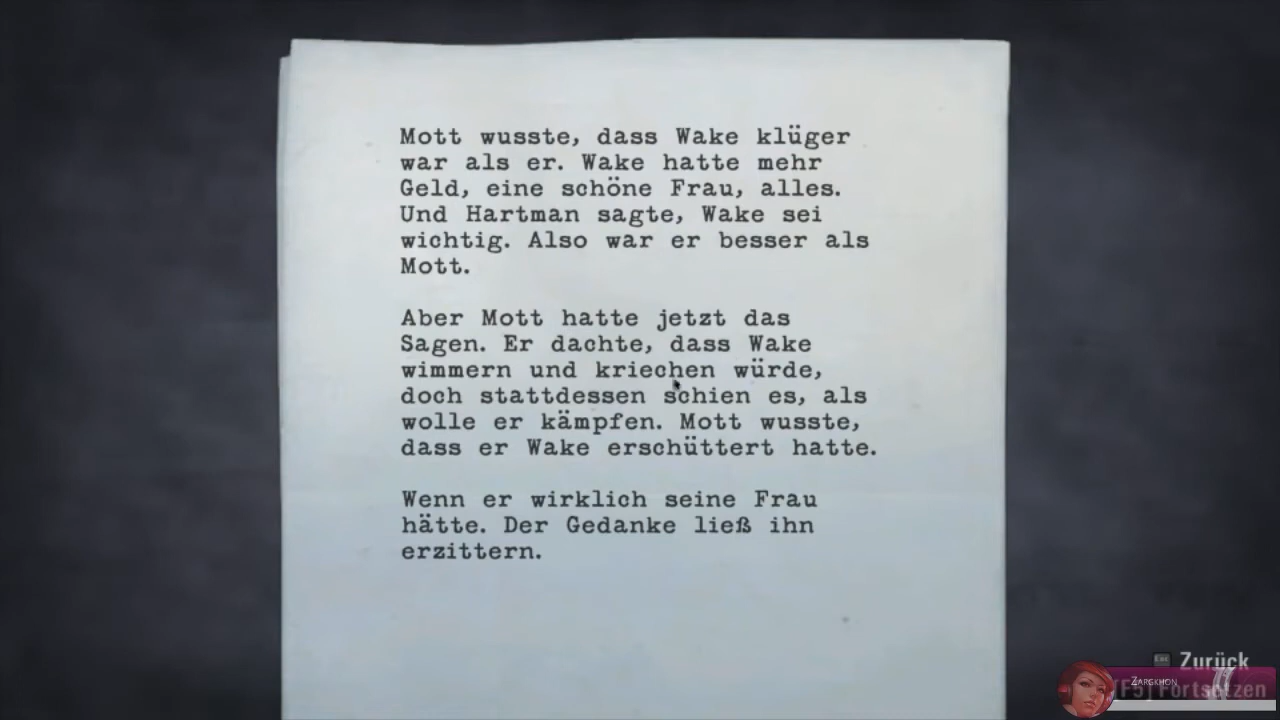 Mott wusste, dass Wake klüger
war als er. Wake hatte mehr
Geld, eine schöne Frau, alles.
Und Hartman sagte, Wake sei
wichtig. Also war er besser als
Mott.
Aber Mott hatte jetzt das
Sagen. Er dachte, dass Wake
wimmern und kriechen würde,
doch stattdessen schien es, als
wolle er kämpfen. Mott wusste,
dass er Wake erschüttert hatte.
Wenn er wirklich seine Frau
hätte. Der Gedanke ließ ihn
erzittern.
Esc Zurück
Zargkhon
[F5] Fortsetzen